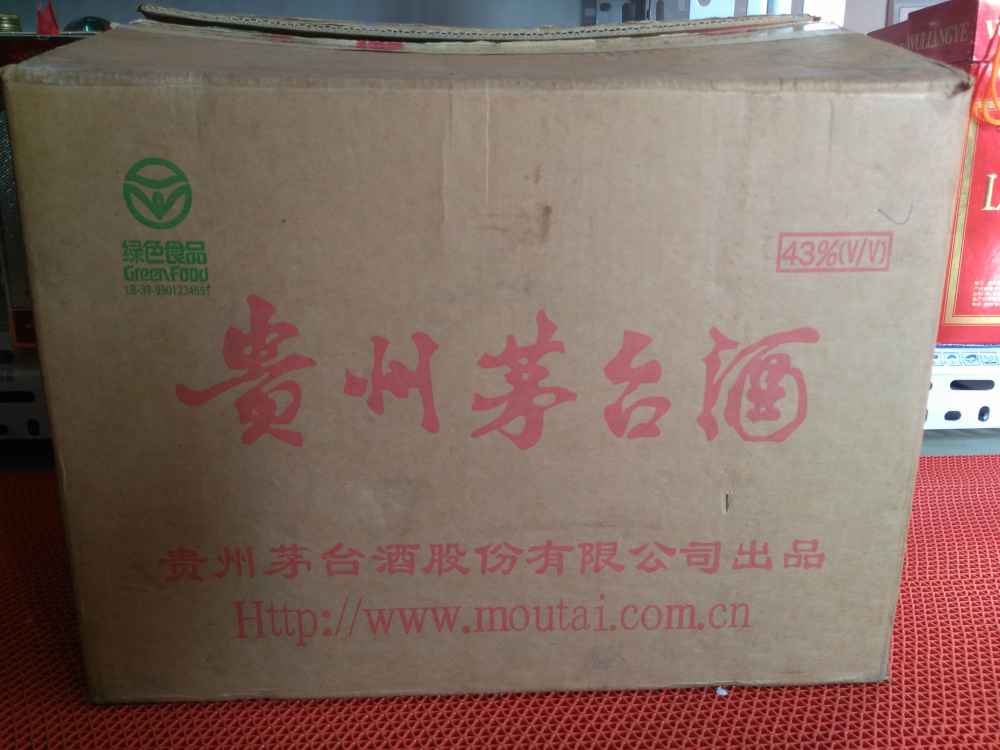 绿色食品
Green Food
43%(V/V)
贵州茅台酒
贵州茅台酒股份有限公司出品
Http://www.moutai.com.cn
WULIANGYE